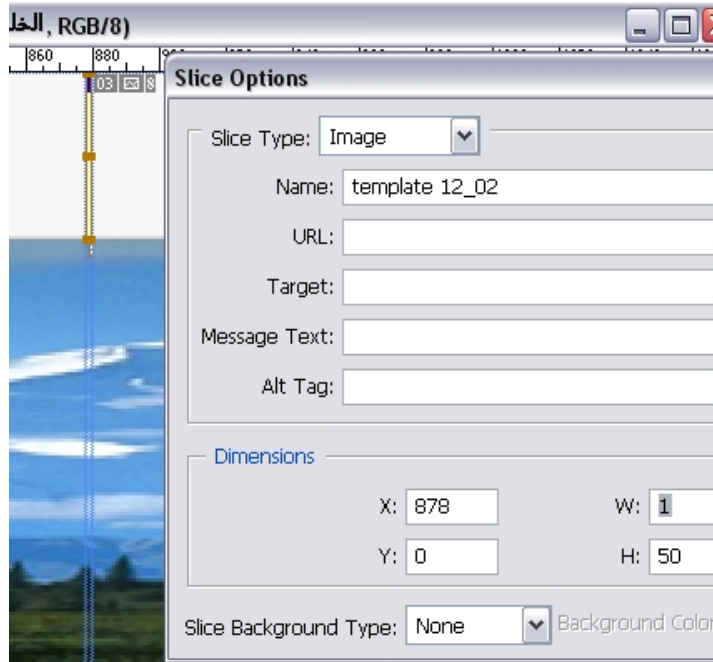 الخل, RGB/8)
860 880
03 Slice Options
Slice Type: Image
Name: template 12_02
URL:
Target:
Message Text:
Alt Tag:
Dimensions
X: 878 W: 1
Y: 0 H: 50
Slice Background Type: None Background Color